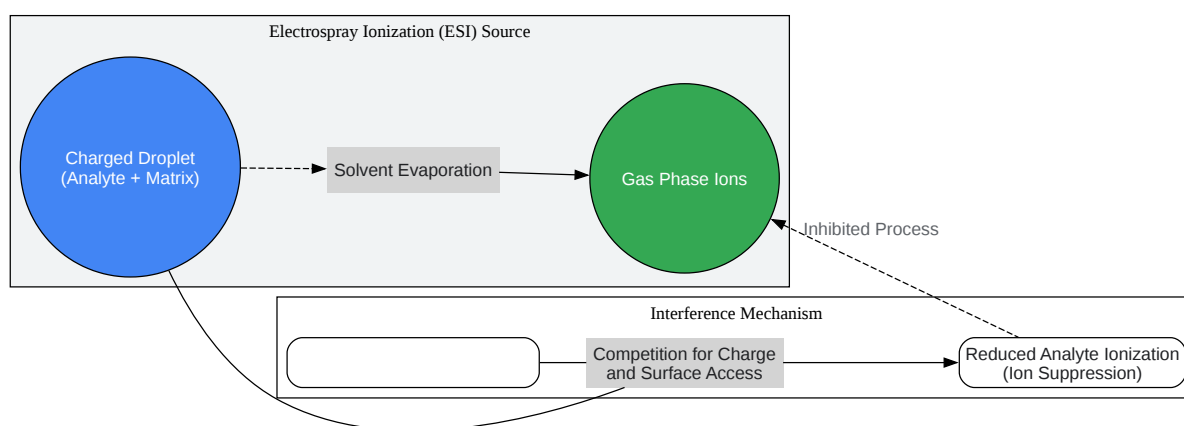 Electrospray Ionization (ESI) Source
Charged Droplet
(Analyte + Matrix)
Solvent Evaporation
Gas Phase Ions
Inhibited Process
Interference Mechanism
Competition for Charge
and Surface Access
Reduced Analyte Ionization
(Ion Suppression)